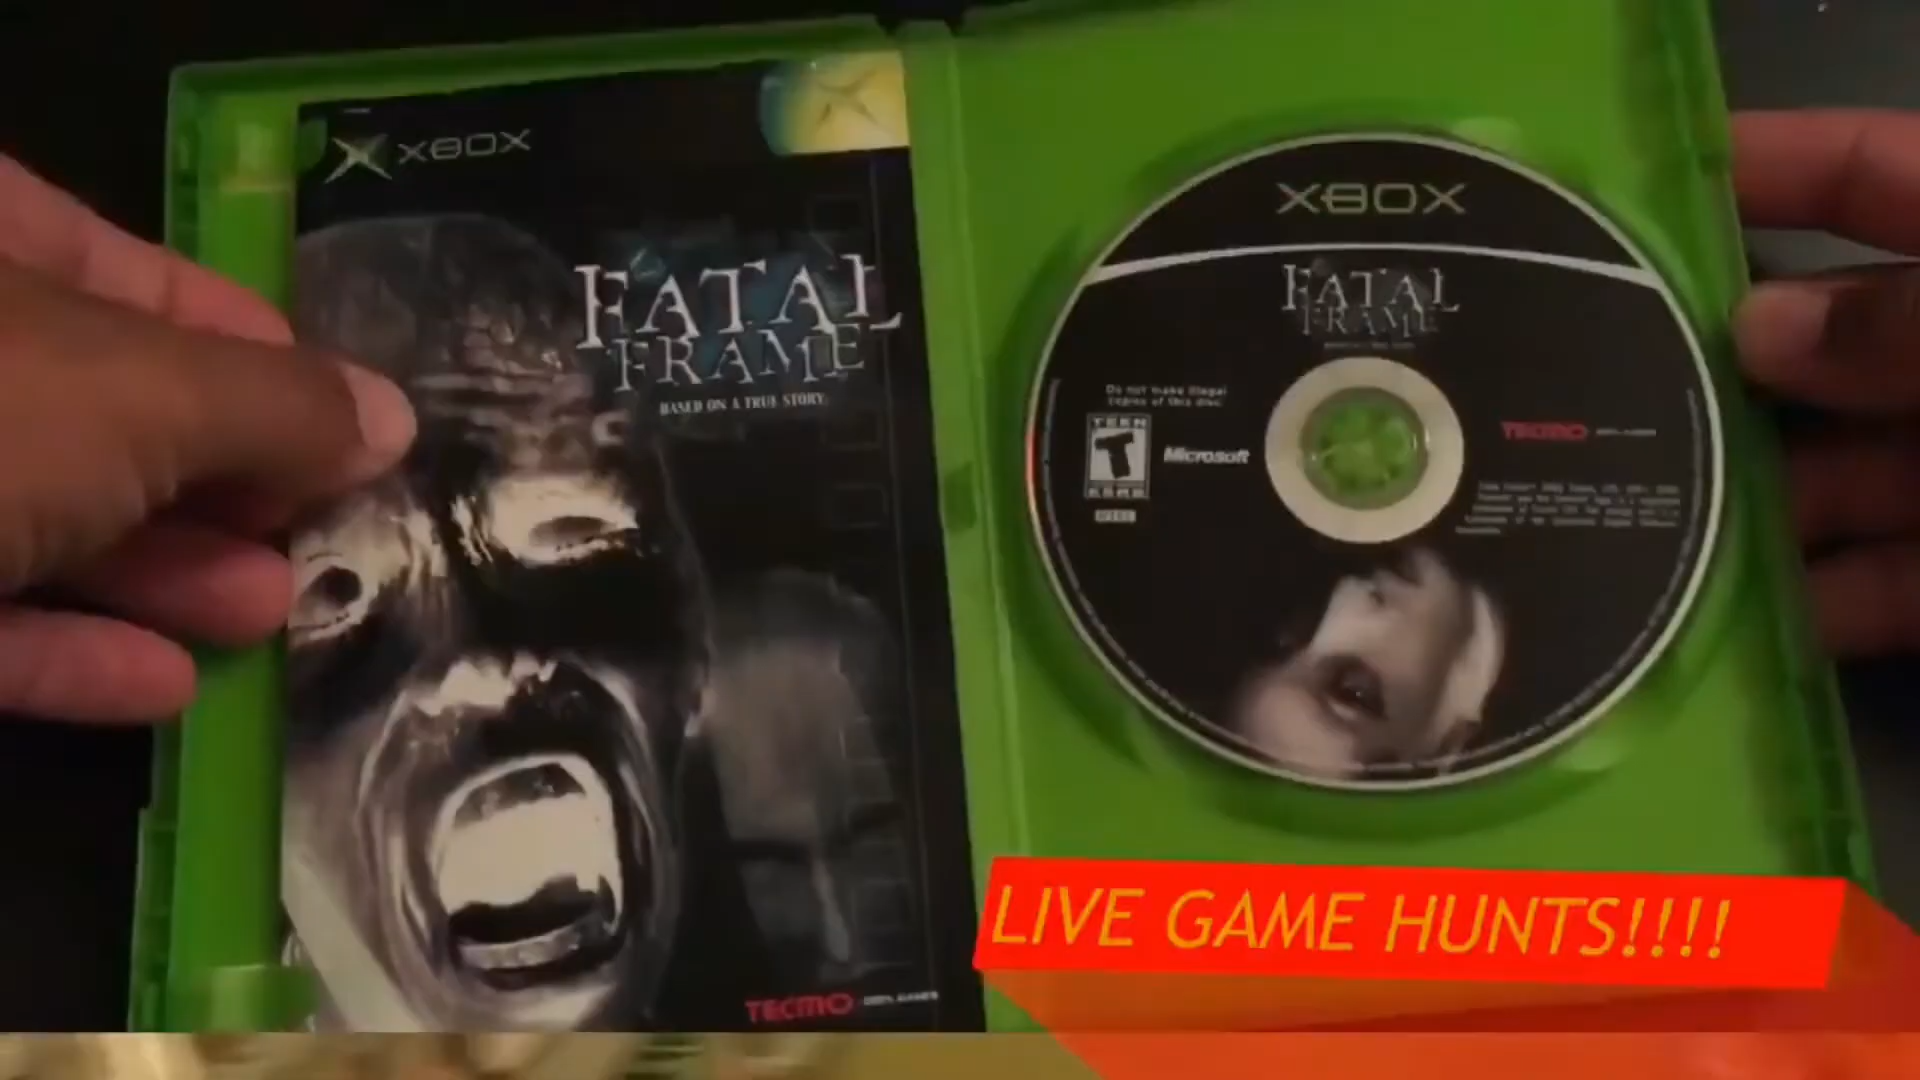 XBOX
FATAL
FRAME
BASED ON A TRUE STORY
TECMO
XBOX
FATAL
FRAME
Do not make illegal
copies of this disc.
TEEN
T
ESRB
Microsoft
TECMO
LIVE GAME HUNTS!!!!